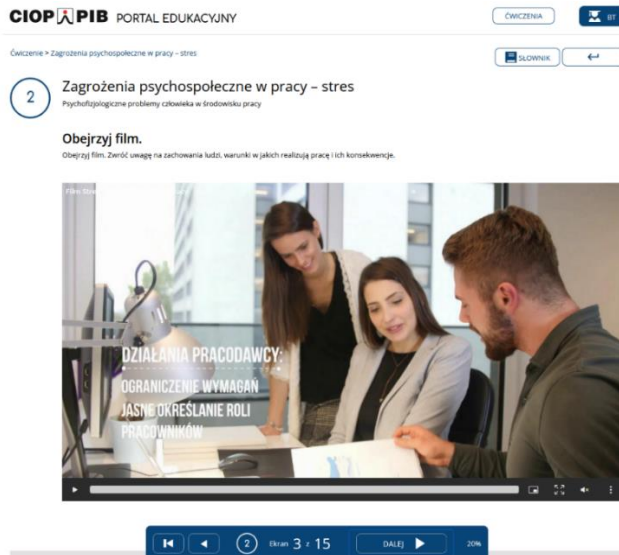 CIOP PIB PORTAL EDUKACYJNY
ĆWICZENIA
BT
Ćwiczenie > Zagrożenia psychospołeczne w pracy – stres
SŁOWNIK
2
Zagrożenia psychospołeczne w pracy – stres
Psychofizjologiczne problemy człowieka w środowisku pracy
Obejrzyj film.
Obejrzyj film. Zwróć uwagę na zachowania ludzi, warunki w jakich realizują pracę i ich konsekwencje.
DZIAŁANIA PRACODAWCY:
OGRANICZENIE WYMAGAŃ
JASNE OKREŚLANIE ROLI
PRACOWNIKÓW
2 Ekran 3 z 15 DALEJ 20%